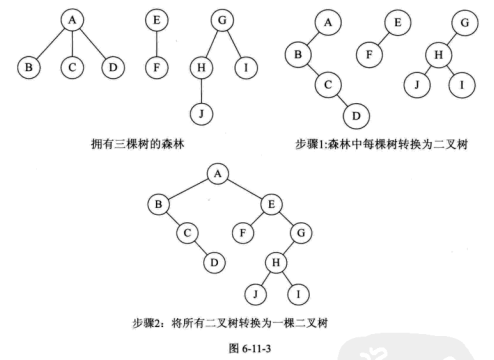 A E G
B C D F H I
J
拥有三棵树的森林
A E G
B F H
C J I
D
步骤1:森林中每棵树转换为二叉树
A
B E
C F G
D H
J I
步骤2：将所有二叉树转换为一棵二叉树
图 6-11-3